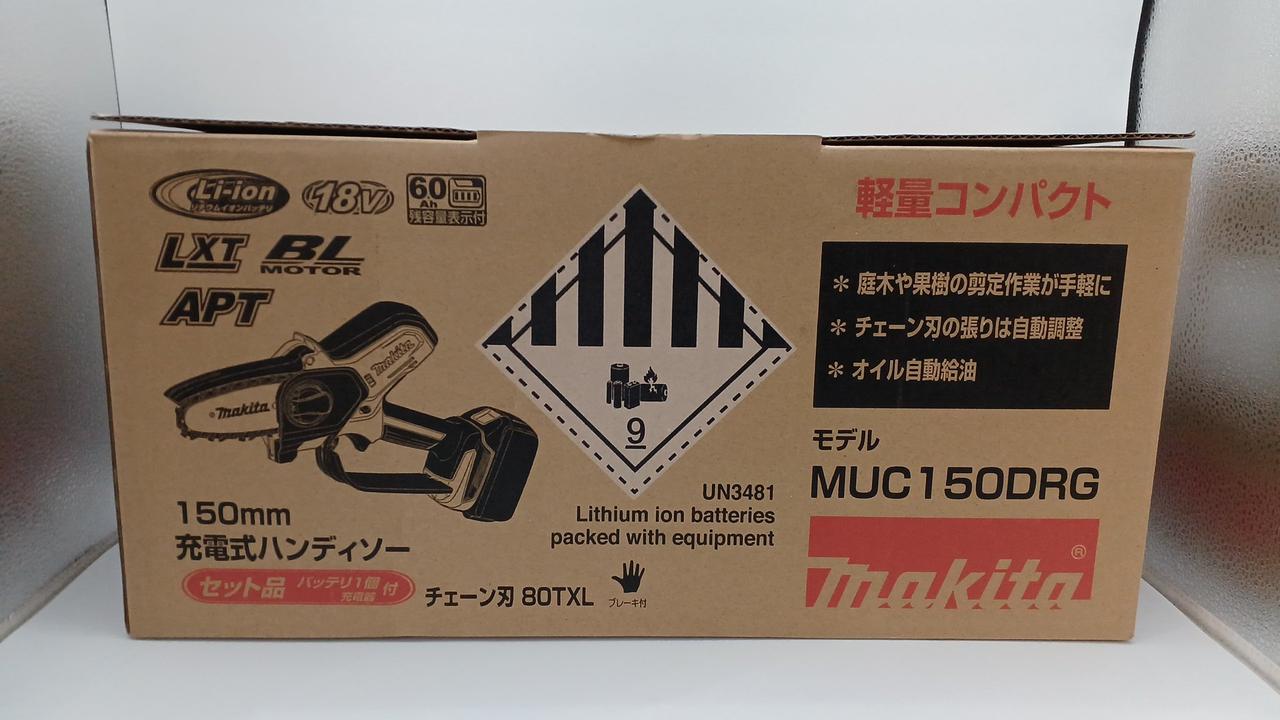 Li-ion
リチウムイオンバッテリ
18V
6.0
Ah
残容量表示付
LXT
BL
MOTOR
APT
makita
Makita
150mm
充電式ハンディソー
セット品 バッテリ1個
充電器
付
チェーン刃 80TXL
ブレーキ付
9
UN3481
Lithium ion batteries
packed with equipment
軽量コンパクト
＊ 庭木や果樹の剪定作業が手軽に
＊ チェーン刃の張りは自動調整
＊ オイル自動給油
モデル
MUC150DRG
makita®